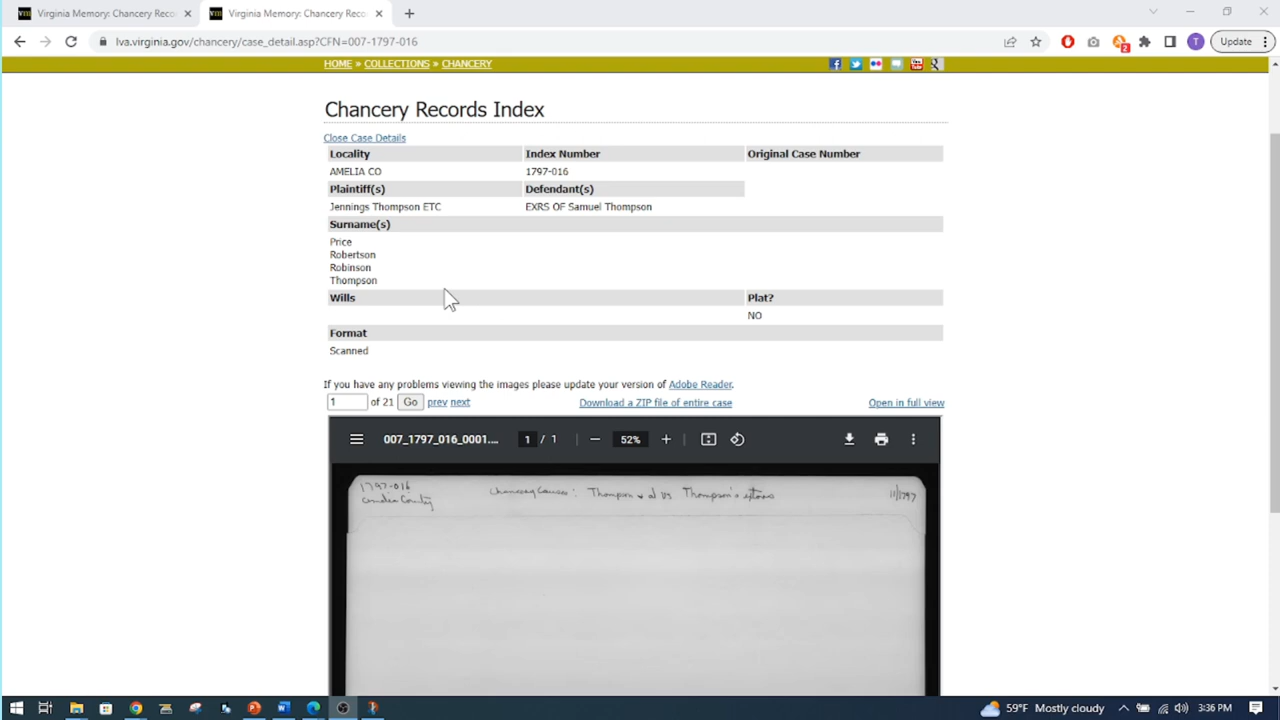 Virginia Memory: Chancery Reco
Virginia Memory: Chancery Reco
lva.virginia.gov/chancery/case_detail.asp?CFN=007-1797-016
2
T
Update
HOME » COLLECTIONS » CHANCERY
Chancery Records Index
Close Case Details
Locality Index Number Original Case Number
AMELIA CO 1797-016
Plaintiff(s) Defendant(s)
Jennings Thompson ETC EXRS OF Samuel Thompson
Surname(s)
Price
Robertson
Robinson
Thompson
Wills Plat?
NO
Format
Scanned
If you have any problems viewing the images please update your version of Adobe Reader.
1 of 21 Go prev next Download a ZIP file of entire case Open in full view
007_1797_016_0001.... 1 / 1 52%
1797-016 Chancery Causes: Thompson & al vs Thompson's 11/1797
Amelia County
59°F Mostly cloudy 3:36 PM